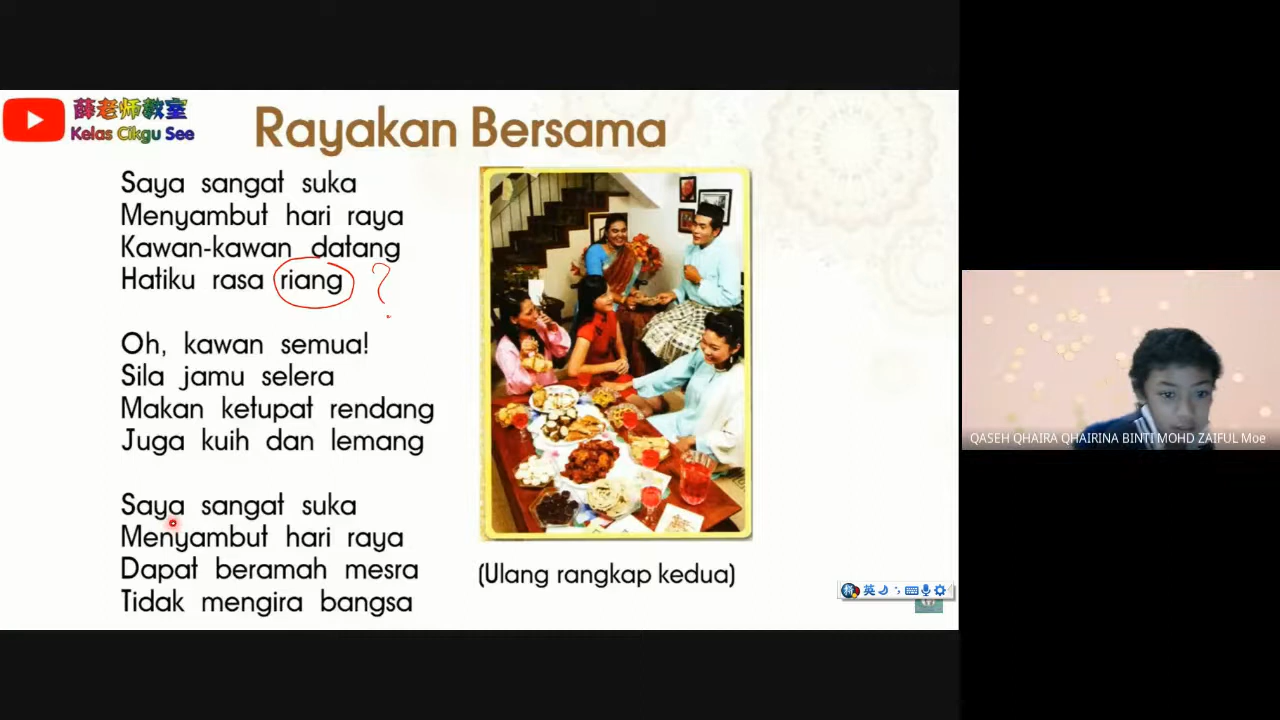 薛老师教室
Kelas Cikgu See
Rayakan Bersama
Saya sangat suka
Menyambut hari raya
Kawan-kawan datang
Hatiku rasa riang ?
Oh, kawan semua!
Sila jamu selera
Makan ketupat rendang
Juga kuih dan lemang
Saya sangat suka
Menyambut hari raya
Dapat beramah mesra
Tidak mengira bangsa
(Ulang rangkap kedua)
英
QASEH QHAIRA QHAIRINA BINTI MOHD ZAIFUL Moe